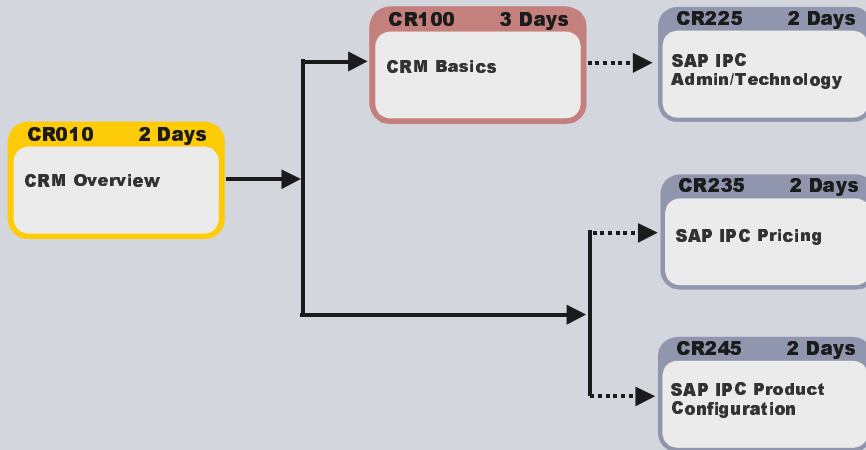 CR100 3 Days
CRM Basics
CR225 2 Days
SAP IPC
Admin/Technology
CR010 2 Days
CRM Overview
CR235 2 Days
SAP IPC Pricing
CR245 2 Days
SAP IPC Product
Configuration